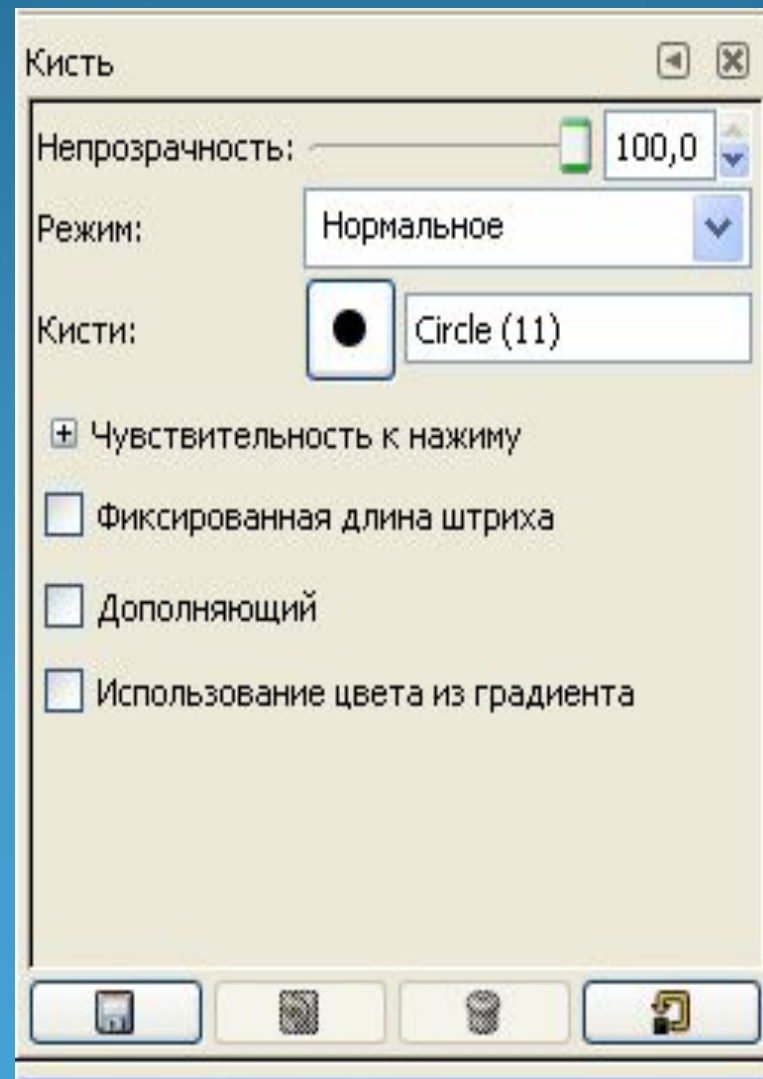 Кисть
Непрозрачность: 100,0
Режим: Нормальное
Кисти: Circle (11)
Чувствительность к нажиму
Фиксированная длина штриха
Дополняющий
Использование цвета из градиента